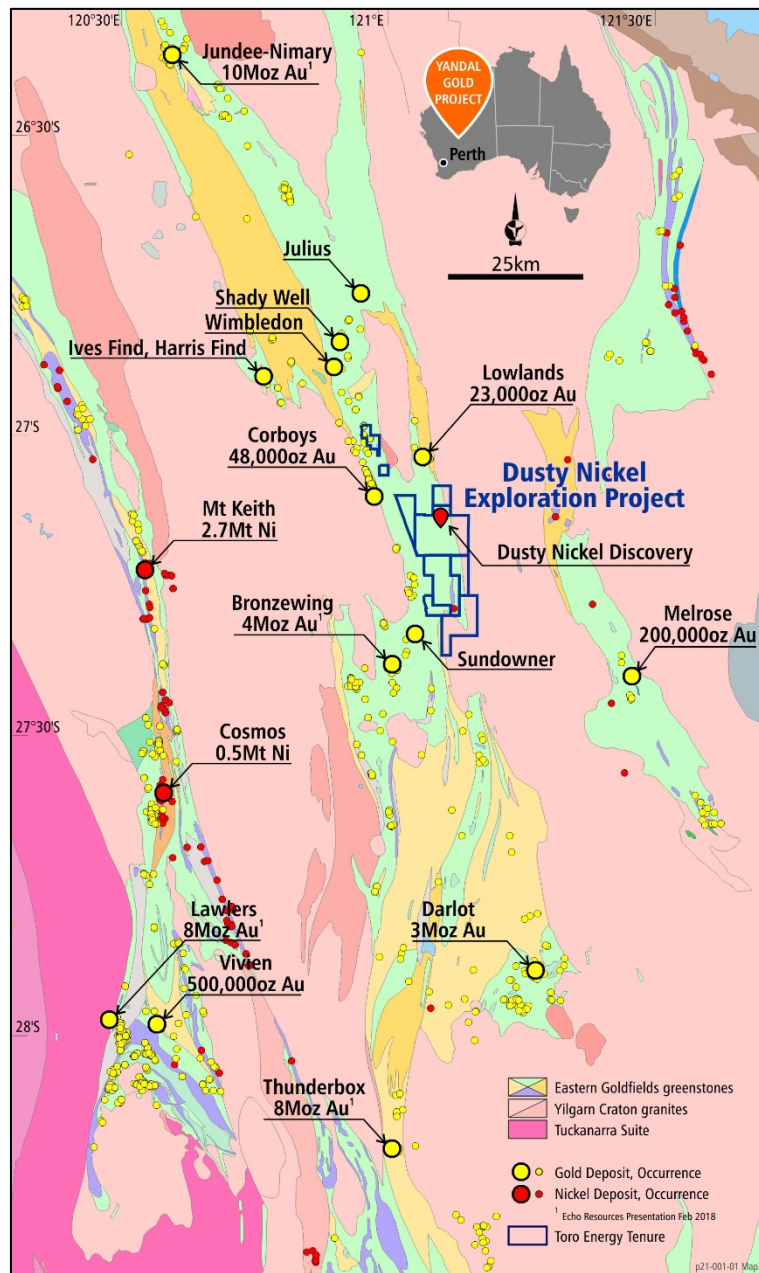 120°30'E
121°E
121°30'E
Jundee-Nimary
10Moz Au¹
YANDAL
GOLD
PROJECT
Perth
26°30'S
25km
Julius
Shady Well
Wimbledon
Ives Find, Harris Find
Lowlands
23,000oz Au
27°S
Corboys
48,000oz Au
Dusty Nickel
Exploration Project
Mt Keith
2.7Mt Ni
Dusty Nickel Discovery
Bronzewing
4Moz Au¹
Melrose
200,000oz Au
Sundowner
27°30'S
Cosmos
0.5Mt Ni
Lawlers
8Moz Au¹
Darlot
3Moz Au
Vivien
500,000oz Au
28°S
Thunderbox
8Moz Au¹
Eastern Goldfields greenstones
Yilgarn Craton granites
Tuckanarra Suite
Gold Deposit, Occurrence
Nickel Deposit, Occurrence
¹ Echo Resources Presentation Feb 2018
Toro Energy Tenure
p21-001-01 Map.